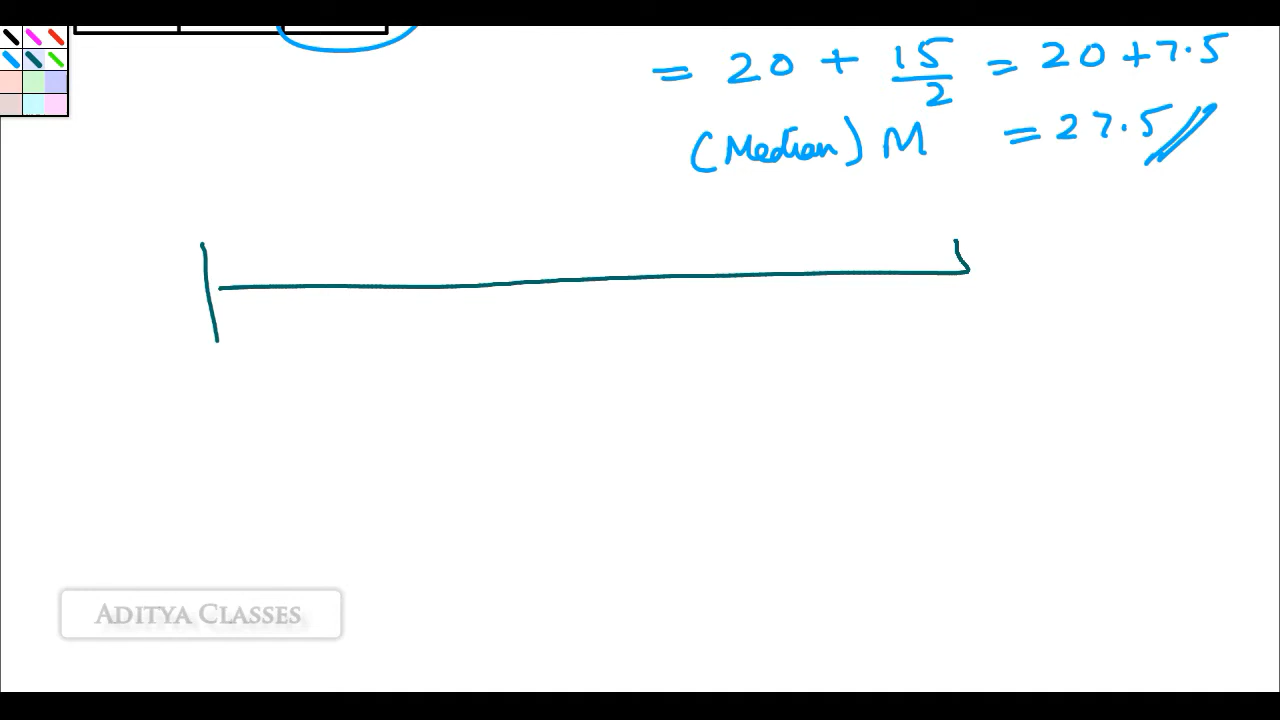 = 20 + 15/2 = 20 + 7.5
(Median) M = 27.5
ADITYA CLASSES